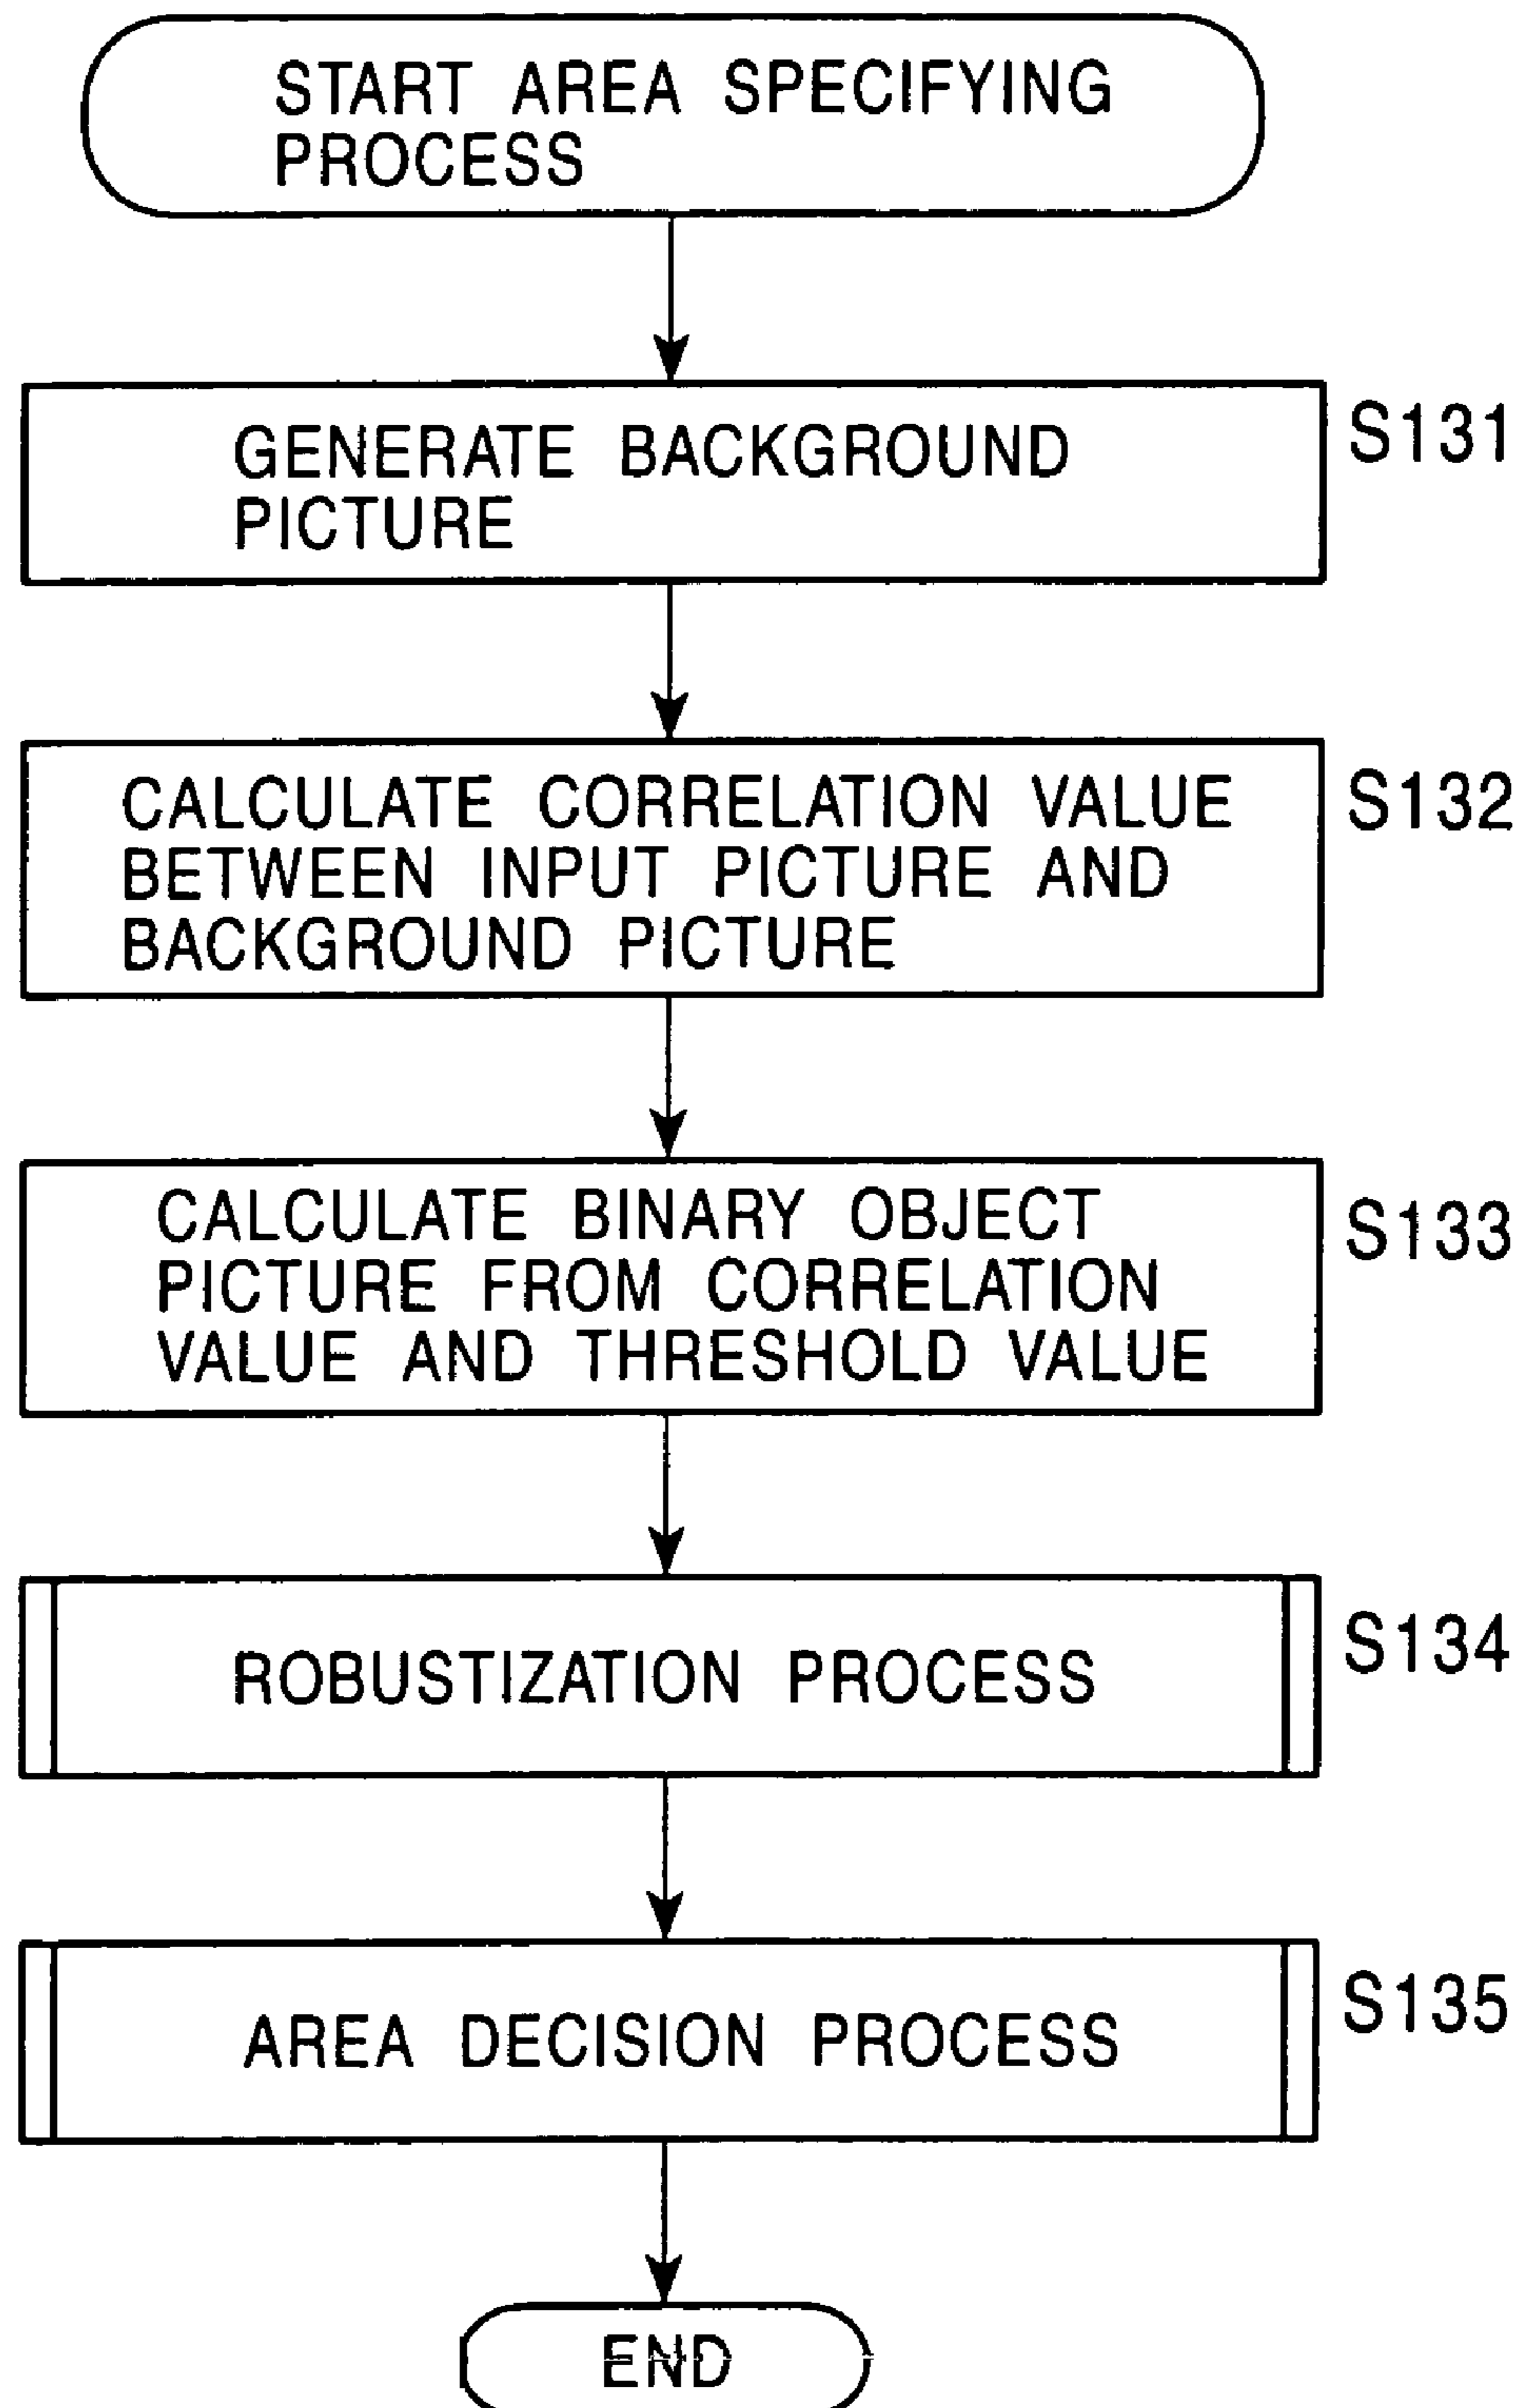 START AREA SPECIFYING
PROCESS
GENERATE BACKGROUND
PICTURE
S131
CALCULATE CORRELATION VALUE
BETWEEN INPUT PICTURE AND
BACKGROUND PICTURE
S132
CALCULATE BINARY OBJECT
PICTURE FROM CORRELATION
VALUE AND THRESHOLD VALUE
S133
ROBUSTIZATION PROCESS
S134
AREA DECISION PROCESS
S135
END